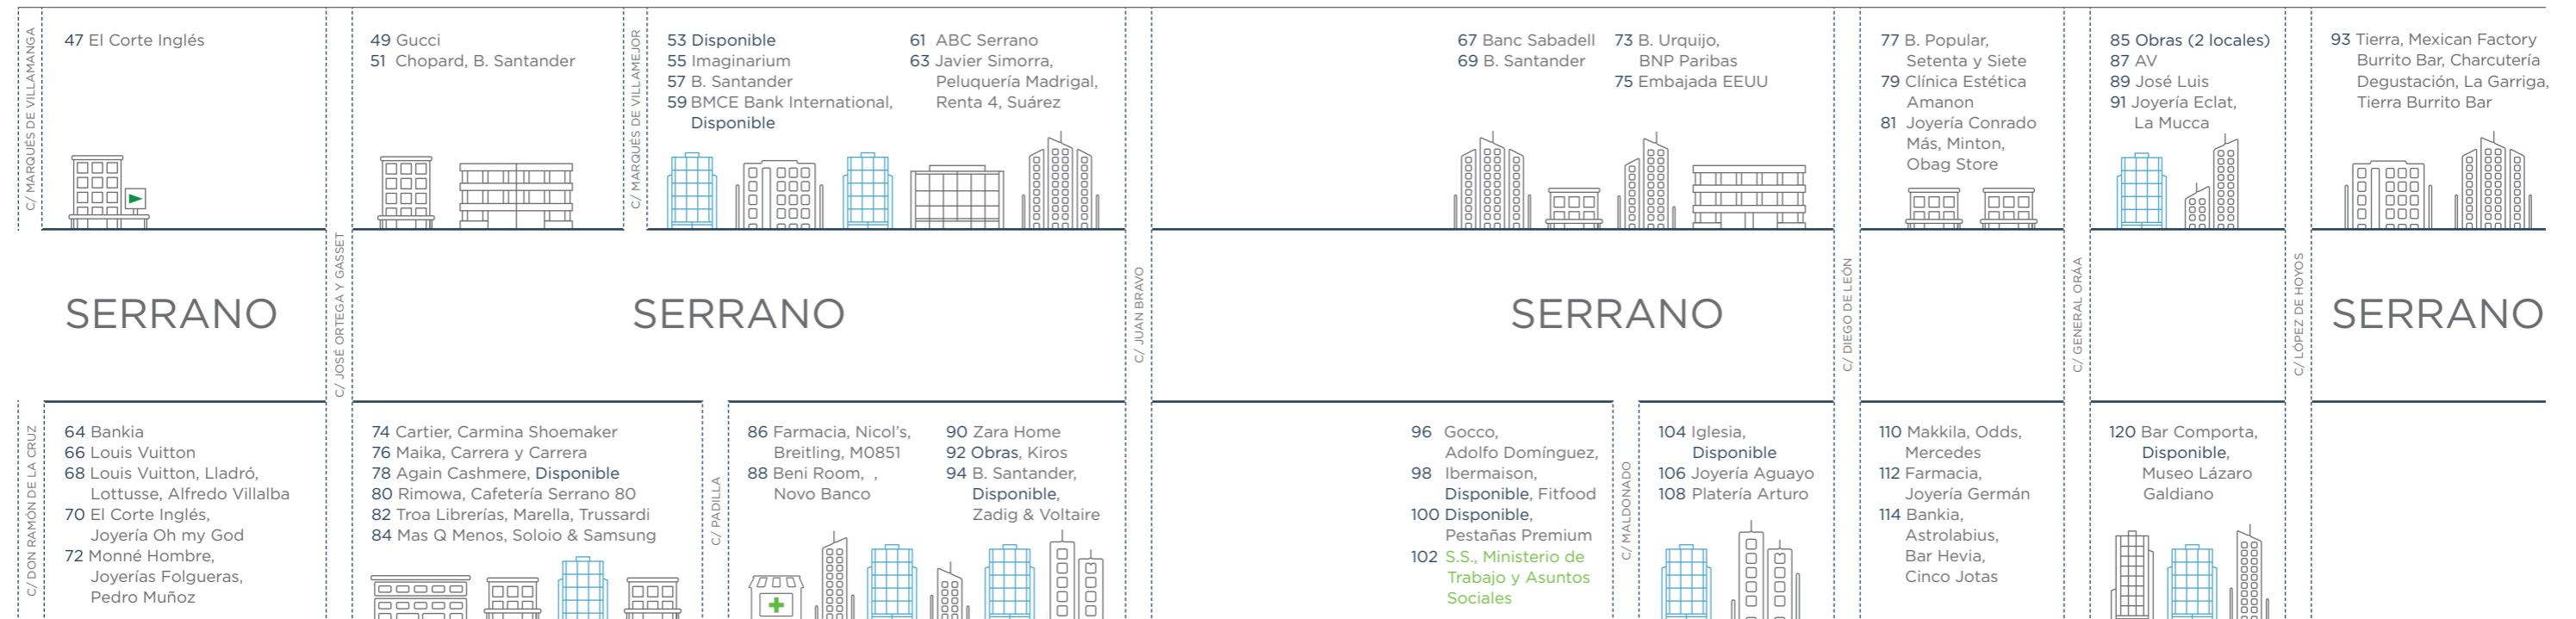 C/ MARQUÉS DE VILLAMANGA
47 El Corte Inglés
49 Gucci
51 Chopard, B. Santander
C/ MARQUÉS DE VILLAMEJOR
53 Disponible
55 Imaginarium
57 B. Santander
59 BMCE Bank International,
Disponible
61 ABC Serrano
63 Javier Simorra,
Peluquería Madrigal,
Renta 4, Suárez
67 Banc Sabadell
69 B. Santander
73 B. Urquijo,
BNP Paribas
75 Embajada EEUU
77 B. Popular,
Setenta y Siete
79 Clínica Estética
Amanon
81 Joyería Conrado
Más, Minton,
Obag Store
85 Obras (2 locales)
87 AV
89 José Luis
91 Joyería Eclat,
La Mucca
93 Tierra, Mexican Factory
Burrito Bar, Charcutería
Degustación, La Garriga,
Tierra Burrito Bar
SERRANO
C/ JOSÉ ORTEGA Y GASSET
SERRANO
C/ JUAN BRAVO
SERRANO
C/ DIEGO DE LEÓN
C/ GENERAL ORÁA
C/ LÓPEZ DE HOYOS
SERRANO
C/ DON RAMÓN DE LA CRUZ
64 Bankia
66 Louis Vuitton
68 Louis Vuitton, Lladró,
Lottusse, Alfredo Villalba
70 El Corte Inglés,
Joyería Oh my God
72 Monné Hombre,
Joyerías Folgueras,
Pedro Muñoz
74 Cartier, Carmina Shoemaker
76 Maika, Carrera y Carrera
78 Again Cashmere, Disponible
80 Rimowa, Cafetería Serrano 80
82 Troa Librerías, Marella, Trussardi
84 Mas Q Menos, Soloio & Samsung
C/ PADILLA
86 Farmacia, Nicol's,
Breitling, M0851
88 Beni Room, ,
Novo Banco
90 Zara Home
92 Obras, Kiros
94 B. Santander,
Disponible,
Zadig & Voltaire
96 Gocco,
Adolfo Domínguez,
98 Ibermaison,
Disponible, Fitfood
100 Disponible,
Pestañas Premium
102 S.S., Ministerio de
Trabajo y Asuntos
Sociales
C/ MALDONADO
104 Iglesia,
Disponible
106 Joyería Aguayo
108 Platería Arturo
110 Makkila, Odds,
Mercedes
112 Farmacia,
Joyería Germán
114 Bankia,
Astrolabius,
Bar Hevia,
Cinco Jotas
120 Bar Comporta,
Disponible,
Museo Lázaro
Galdiano